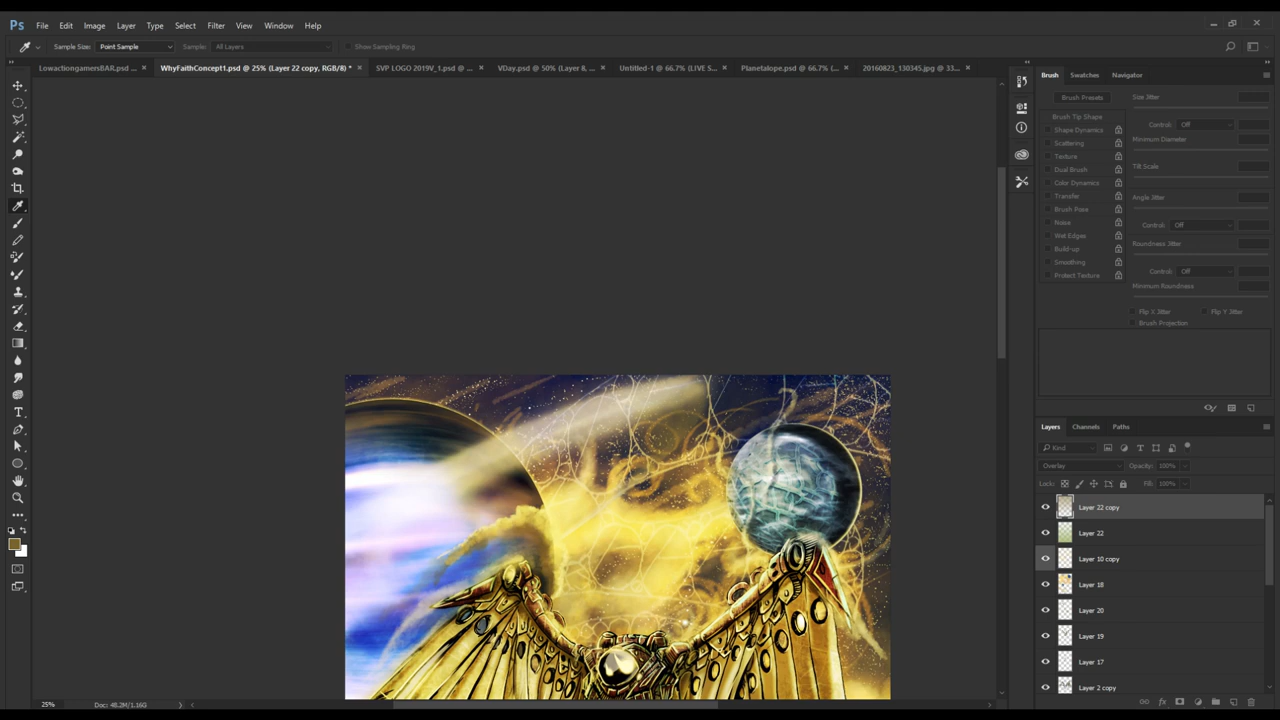 Ps File Edit Image Layer Type Select Filter View Window Help
Sample Size: Point Sample Sample: All Layers Show Sampling Ring
LowactiongamersBAR.psd ... × WhyFaithConcept1.psd @ 25% (Layer 22 copy, RGB/8) * × SVP LOGO 2019V_1.psd @ ... × VDay.psd @ 50% (Layer 8, ... × Untitled-1 @ 66.7% (LIVE S... × Planetalope.psd @ 66.7% (... × 20160823_130345.jpg @ 33... ×
Brush Swatches Navigator
Brush Presets Size Jitter
Brush Tip Shape
Shape Dynamics Control: Off
Scattering Minimum Diameter
Texture
Dual Brush Tilt Scale
Color Dynamics
Transfer Angle Jitter
Brush Pose
Noise Control: Off
Wet Edges
Build-up Roundness Jitter
Smoothing
Protect Texture Control: Off
Minimum Roundness
Flip X Jitter Flip Y Jitter
Brush Projection
Layers Channels Paths
Kind
Overlay Opacity: 100%
Lock: Fill: 100%
Layer 22 copy
Layer 22
Layer 10 copy
Layer 18
Layer 20
Layer 19
Layer 17
Layer 2 copy
25% Doc: 48.2M/1.16G